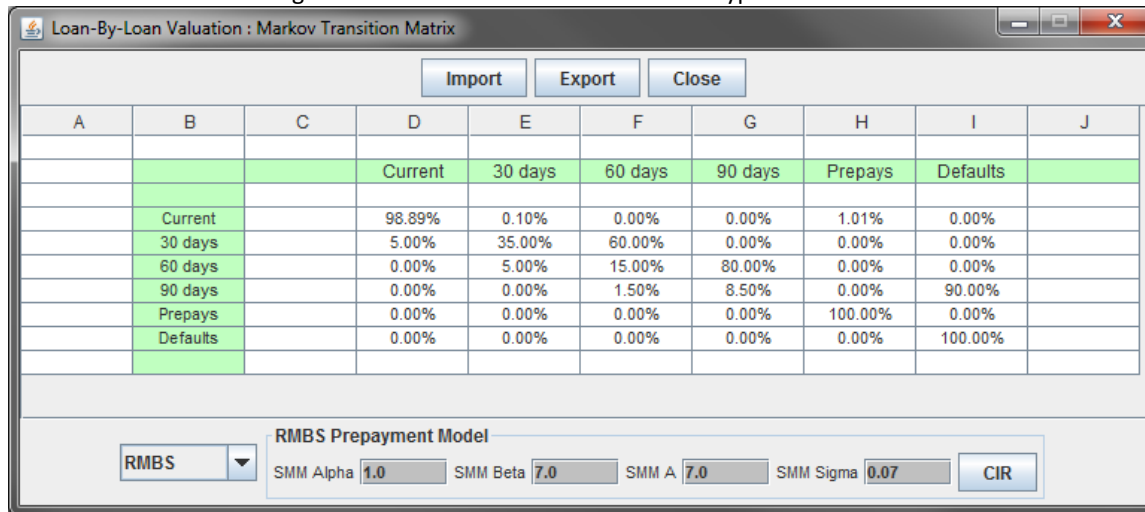 Loan-By-Loan Valuation : Markov Transition Matrix
Import Export Close
A B C D E F G H I J
Current 30 days 60 days 90 days Prepays Defaults
Current 98.89% 0.10% 0.00% 0.00% 1.01% 0.00%
30 days 5.00% 35.00% 60.00% 0.00% 0.00% 0.00%
60 days 0.00% 5.00% 15.00% 80.00% 0.00% 0.00%
90 days 0.00% 0.00% 1.50% 8.50% 0.00% 90.00%
Prepays 0.00% 0.00% 0.00% 0.00% 100.00% 0.00%
Defaults 0.00% 0.00% 0.00% 0.00% 0.00% 100.00%
RMBS Prepayment Model
RMBS SMM Alpha 1.0 SMM Beta 7.0 SMM A 7.0 SMM Sigma 0.07 CIR